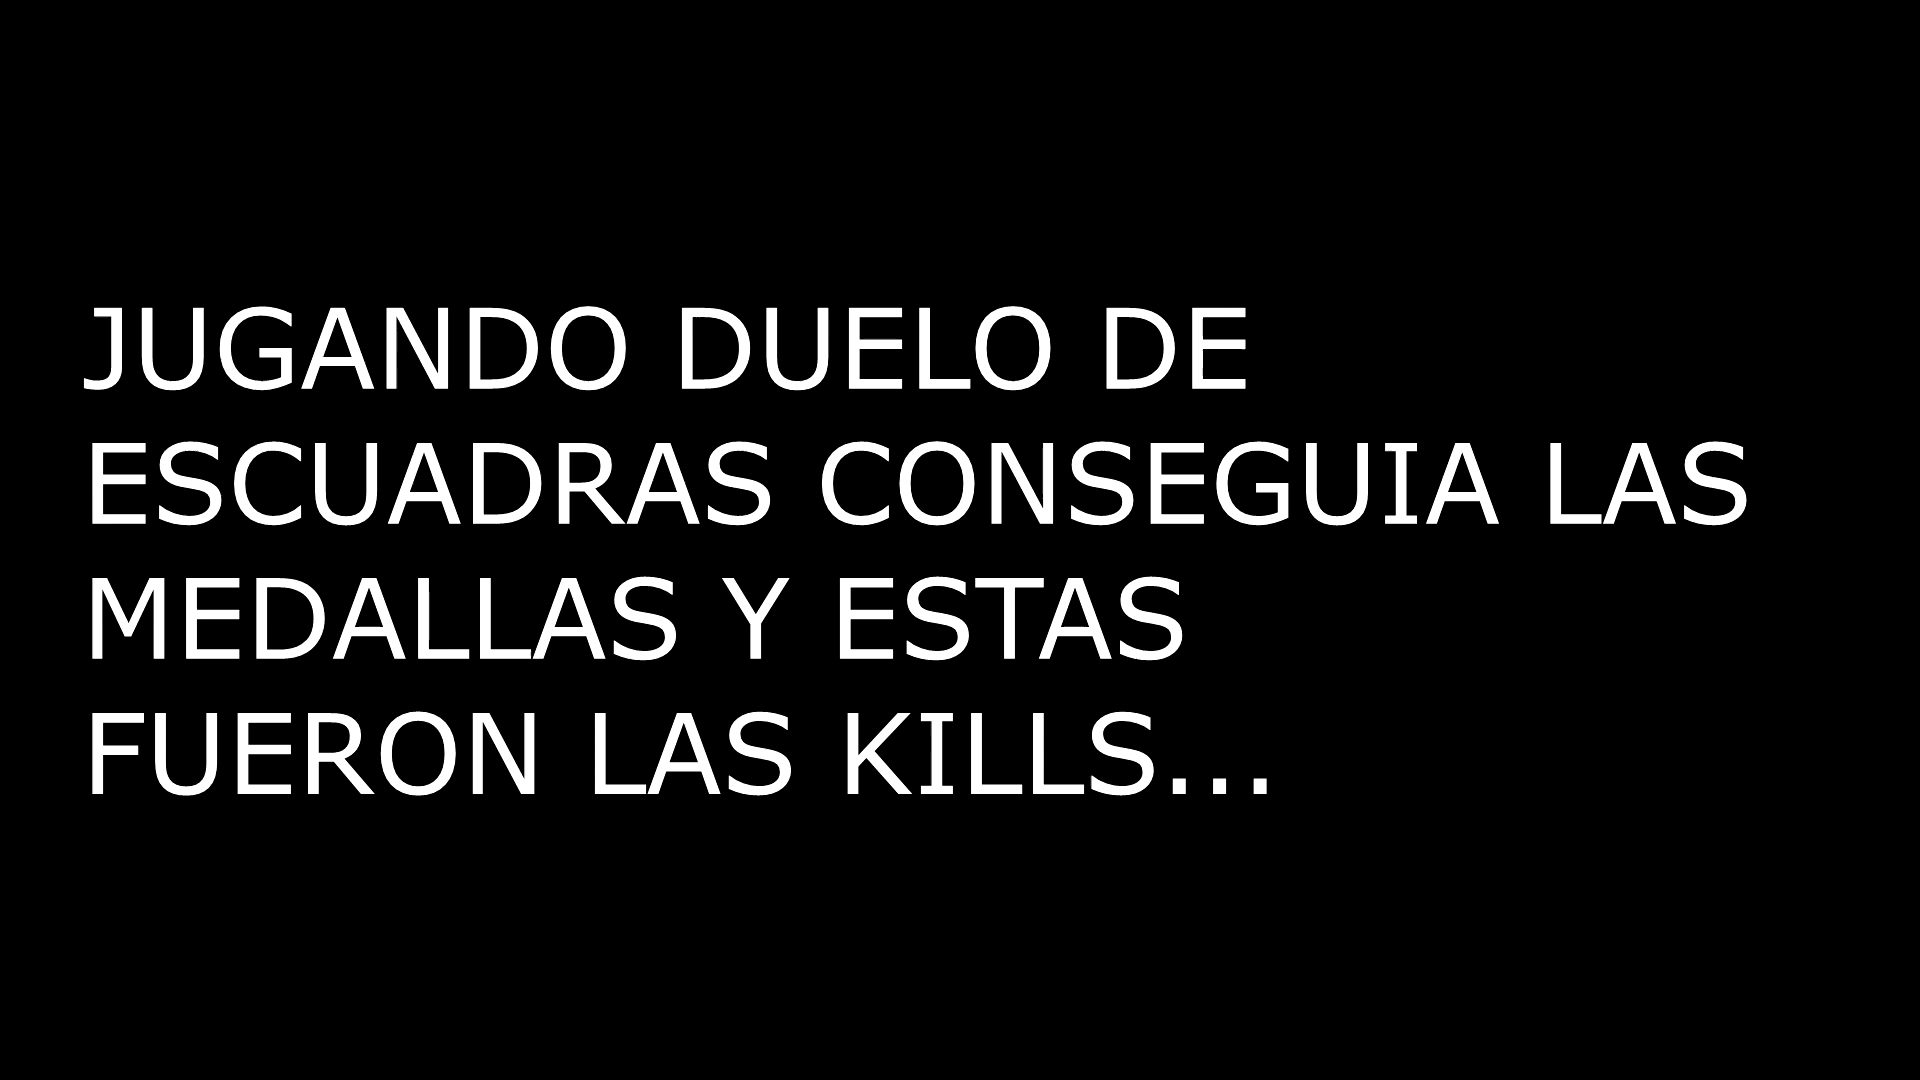 JUGANDO DUELO DE
ESCUADRAS CONSEGUIA LAS
MEDALLAS Y ESTAS
FUERON LAS KILLS...